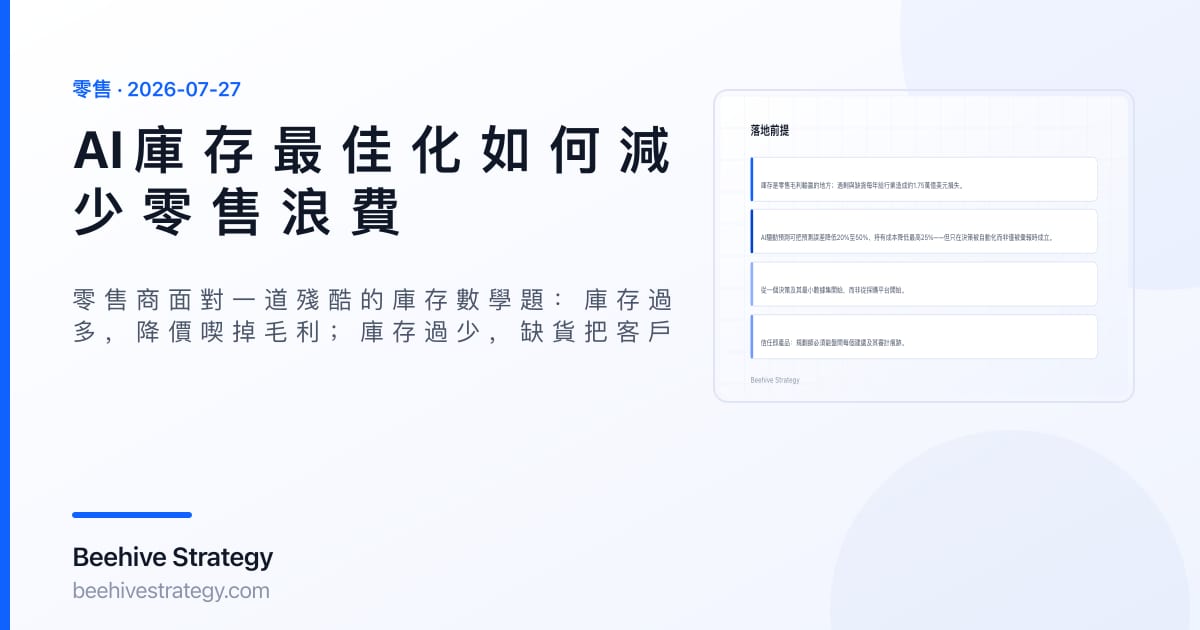 零售 · 2026-07-27
AI庫存最佳化如何減
少零售浪費
零售商面對一道殘酷的庫存數學題：庫存過
多，降價喫掉毛利；庫存過少，缺貨把客戶
落地前提
庫存是零售毛利輸贏的地方；過剩與缺貨每年給行業造成約1.75萬億美元損失。
AI驅動預測可把預測誤差降低20%至50%、持有成本降低最高25%——但只在決策被自動化而非僅被彙報時成立。
從一個決策及其最小數據集開始，而非從採購平台開始。
信任即產品：規劃師必須能盤問每個建議及其審計痕跡。
Beehive Strategy
Beehive Strategy
beehivestrategy.com